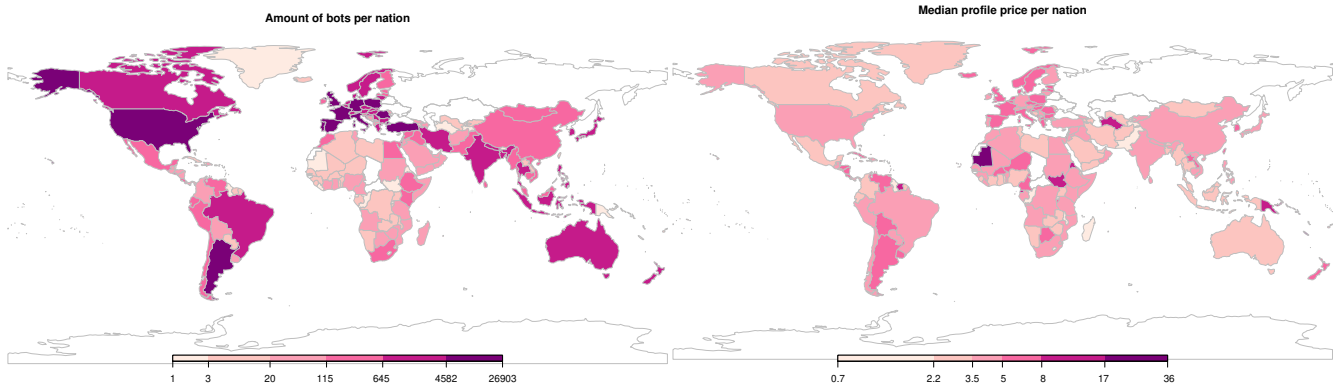 Amount of bots per nation
1 3 20 115 645 4582 26903
Median profile price per nation
0.7 2.2 3.5 5 8 17 36